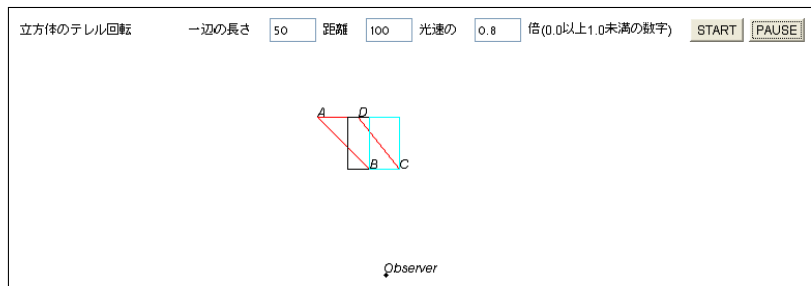 立方体のテレル回転 一辺の長さ 50 距離 100 光速の 0.8 倍(0.0以上1.0未満の数字) START PAUSE
A D
B C
Observer